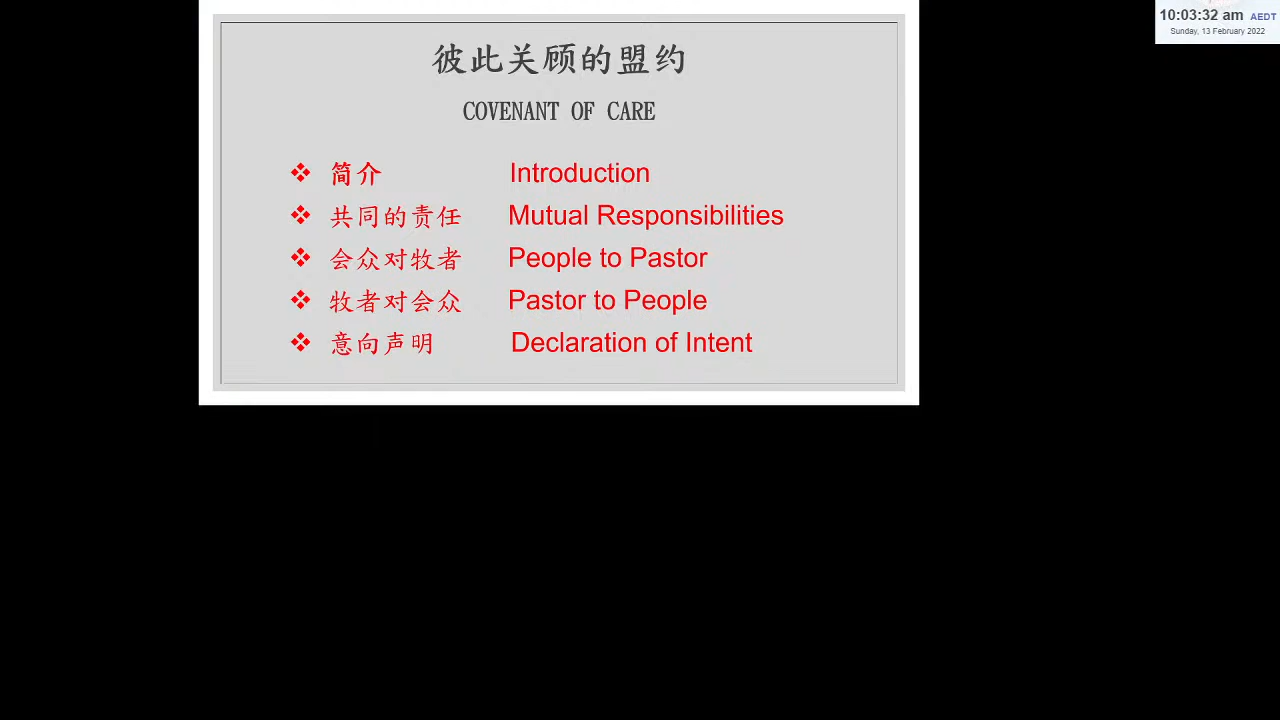 彼此关顾的盟约
COVENANT OF CARE
❖ 简介 Introduction
❖ 共同的责任 Mutual Responsibilities
❖ 会众对牧者 People to Pastor
❖ 牧者对会众 Pastor to People
❖ 意向声明 Declaration of Intent
10:03:32 am AEDT
Sunday, 13 February 2022